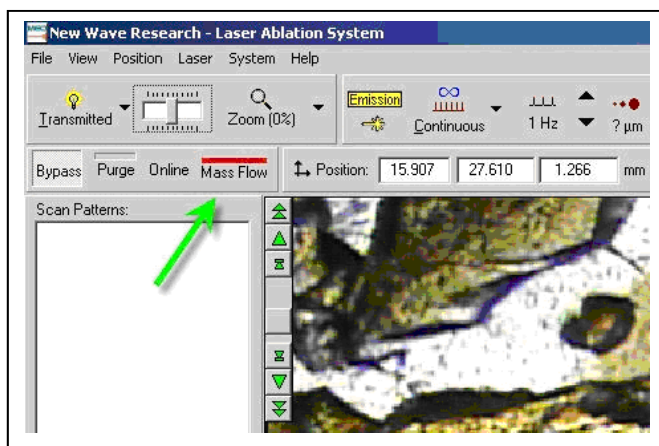 New Wave Research - Laser Ablation System
File View Position Laser System Help
Transmitted Zoom (0%) Emission ∞ Continuous 1 Hz ? µm
Bypass Purge Online Mass Flow Position: 15.907 27.610 1.266 mm
Scan Patterns: